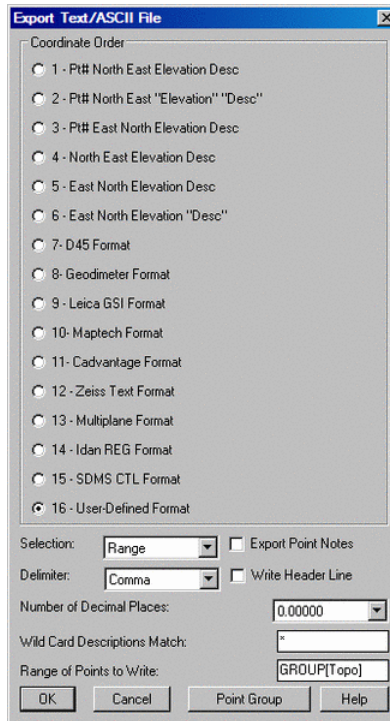 Export Text/ASCII File
Coordinate Order
1 - Pt# North East Elevation Desc
2 - Pt# North East "Elevation" "Desc"
3 - Pt# East North Elevation Desc
4 - North East Elevation Desc
5 - East North Elevation Desc
6 - East North Elevation "Desc"
7- D45 Format
8- Geodimeter Format
9 - Leica GSI Format
10- Maptech Format
11- Cadvantage Format
12 - Zeiss Text Format
13 - Multiplane Format
14 - Idan REG Format
15 - SDMS CTL Format
16 - User-Defined Format
Selection: Range Export Point Notes
Delimiter: Comma Write Header Line
Number of Decimal Places: 0.00000
Wild Card Descriptions Match: *
Range of Points to Write: GROUP[Topo]
OK Cancel Point Group Help